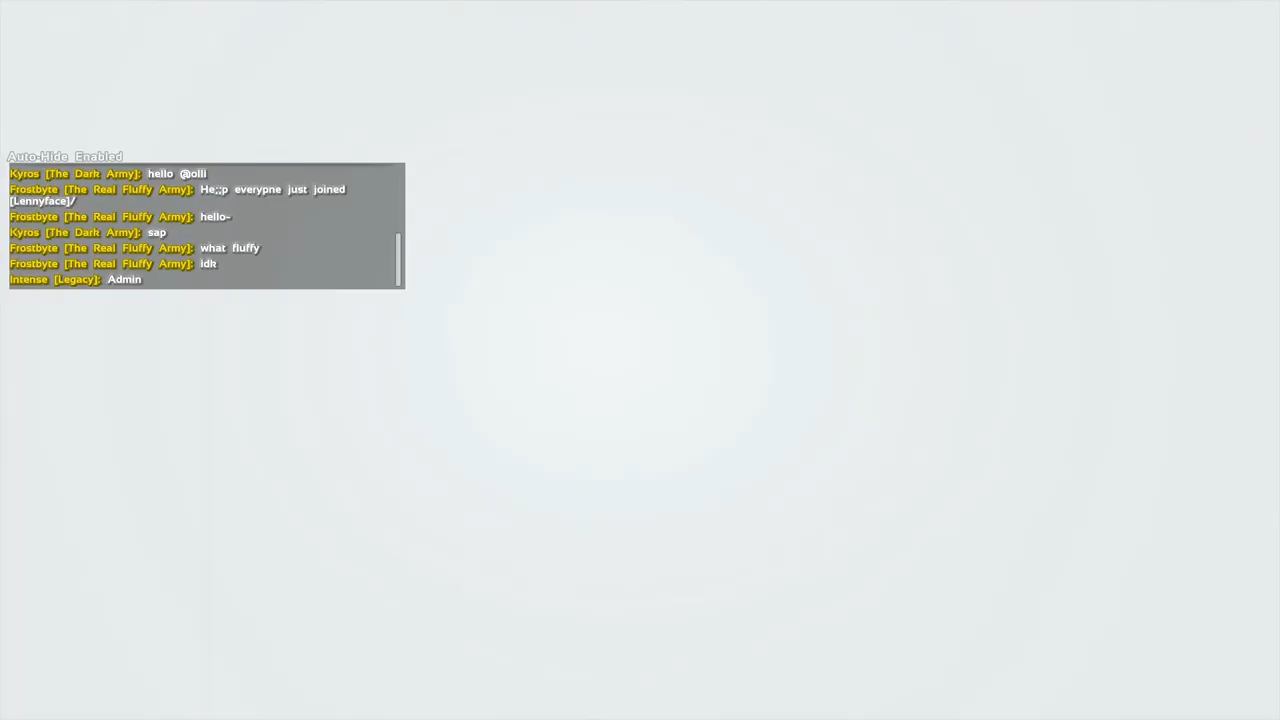 Auto-Hide Enabled
Kyros [The Dark Army]: hello @olli
Frostbyte [The Real Fluffy Army]: He;;p everypne just joined
[Lennyface]/
Frostbyte [The Real Fluffy Army]: hello~
Kyros [The Dark Army]: sap
Frostbyte [The Real Fluffy Army]: what fluffy
Frostbyte [The Real Fluffy Army]: idk
Intense [Legacy]: Admin